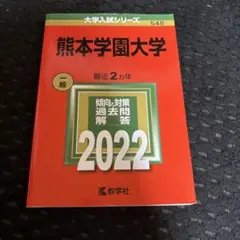 大学入試シリーズ
548
熊本学園大学
一般
最近2カ年
傾向と対策
過去問
解答
2022
教学社